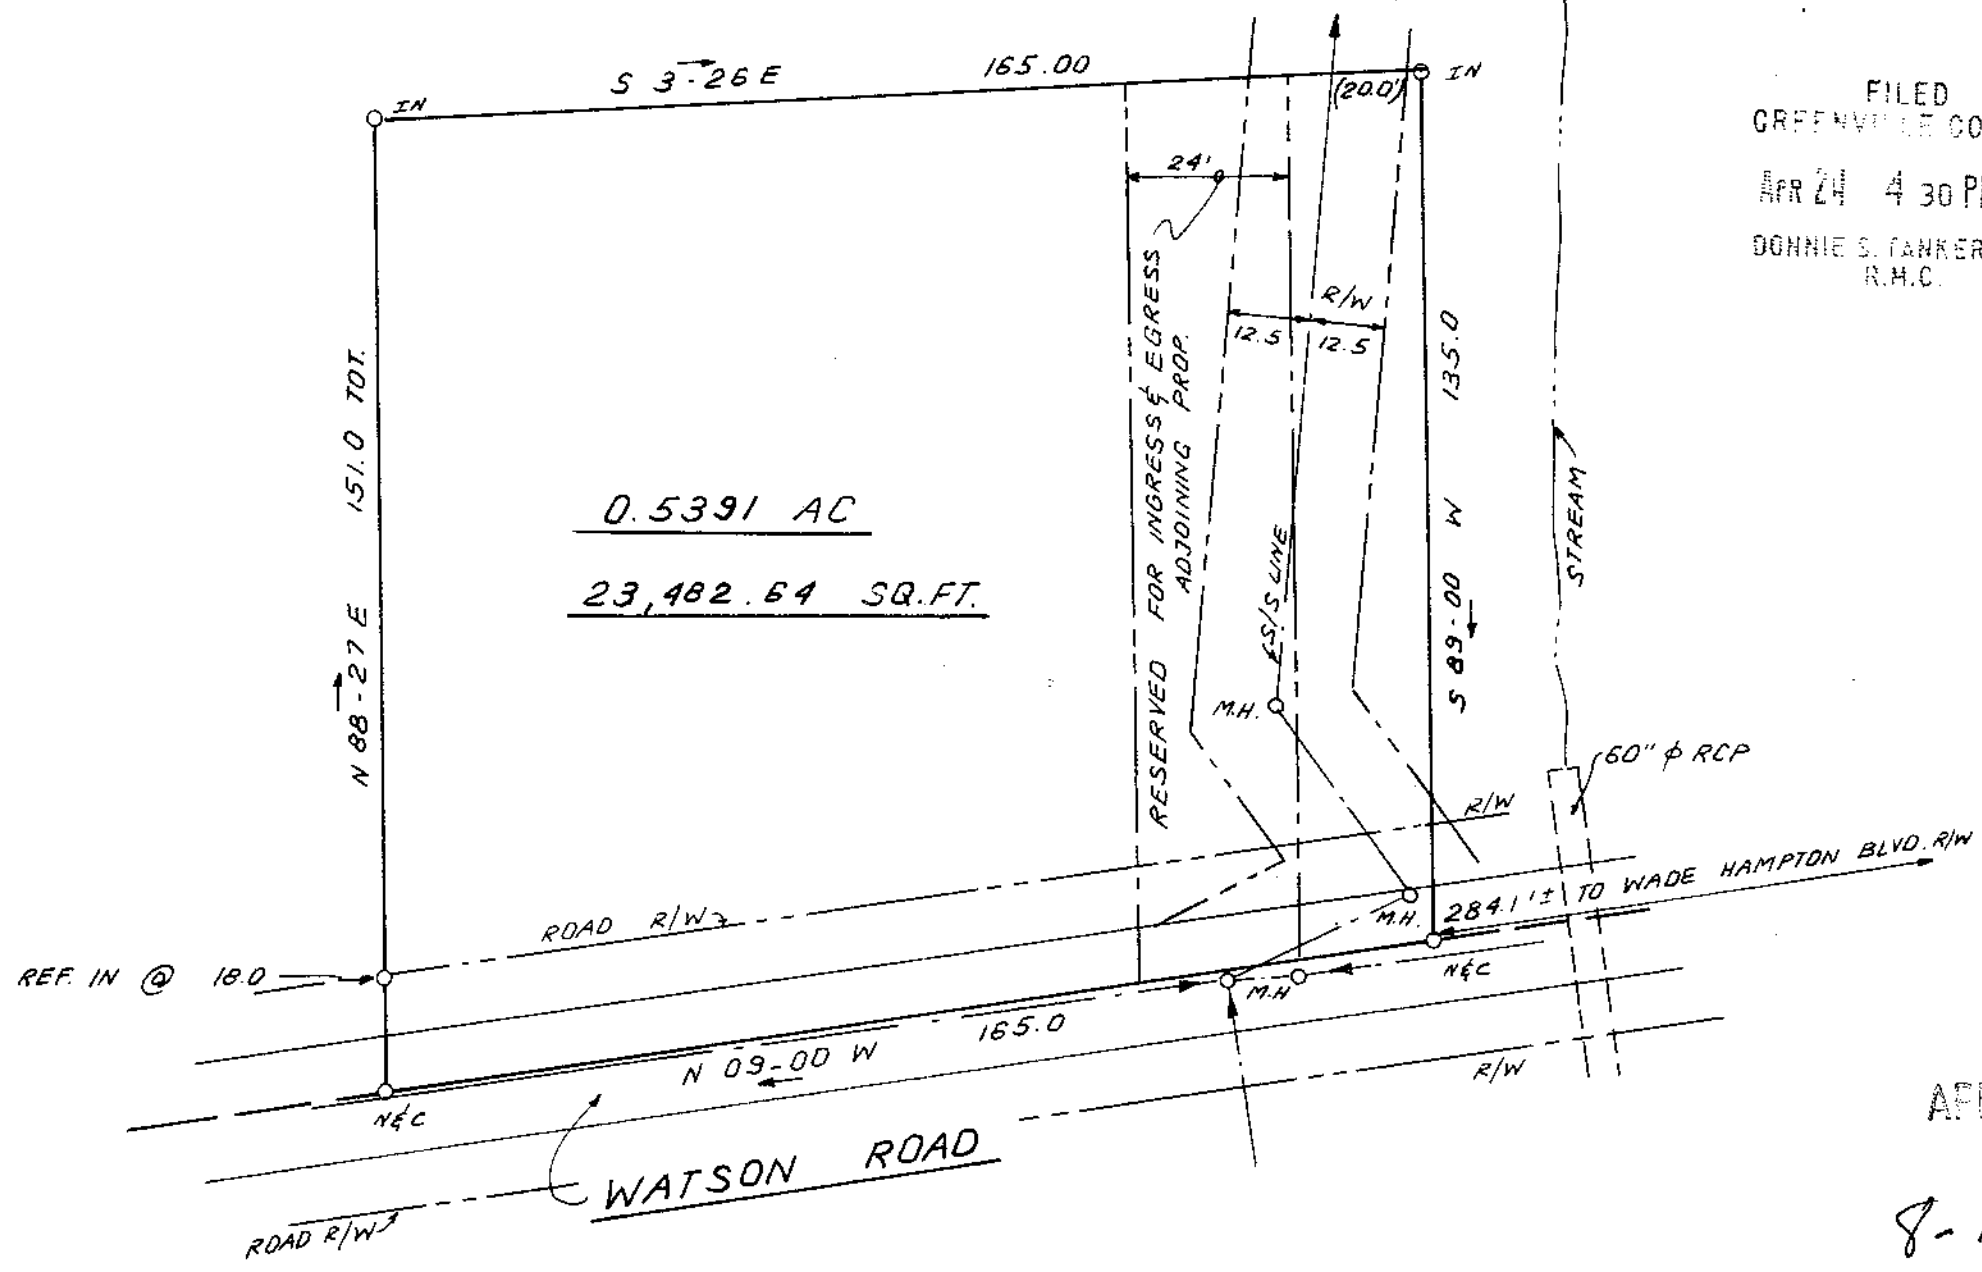 S 3-26 E 165.00
IN
IN
(20.0')
FILED
GREENVILLE CO
APR 24 4 30 P
DONNIE S. TANKER
R.M.C.
24'
R/W
12.5 12.5
RESERVED FOR INGRESS & EGRESS
ADJOINING PROP.
N 88-27 E 151.0 TOT.
135.0
S 89-00 W
0.5391 AC
23,482.64 SQ.FT.
S/S LINE
STREAM
M.H.
60" ϕ RCP
R/W
284.1'± TO WADE HAMPTON BLVD. R/W
M.H.
ROAD R/W
REF. IN @ 18.0
N&C
M.H
165.0
N 09-00 W
R/W
N&C
WATSON ROAD
ROAD R/W
8-